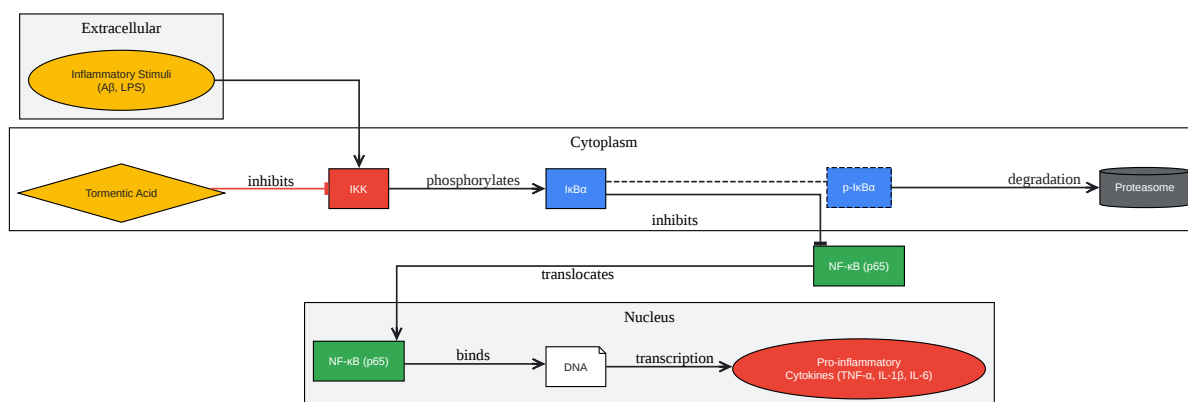 Extracellular
Inflammatory Stimuli
(Aβ, LPS)
Cytoplasm
Tormentic Acid
inhibits
IKK
phosphorylates
IκBα
p-IκBα
degradation
Proteasome
inhibits
NF-κB (p65)
translocates
Nucleus
NF-κB (p65)
binds
DNA
transcription
Pro-inflammatory
Cytokines (TNF-α, IL-1β, IL-6)